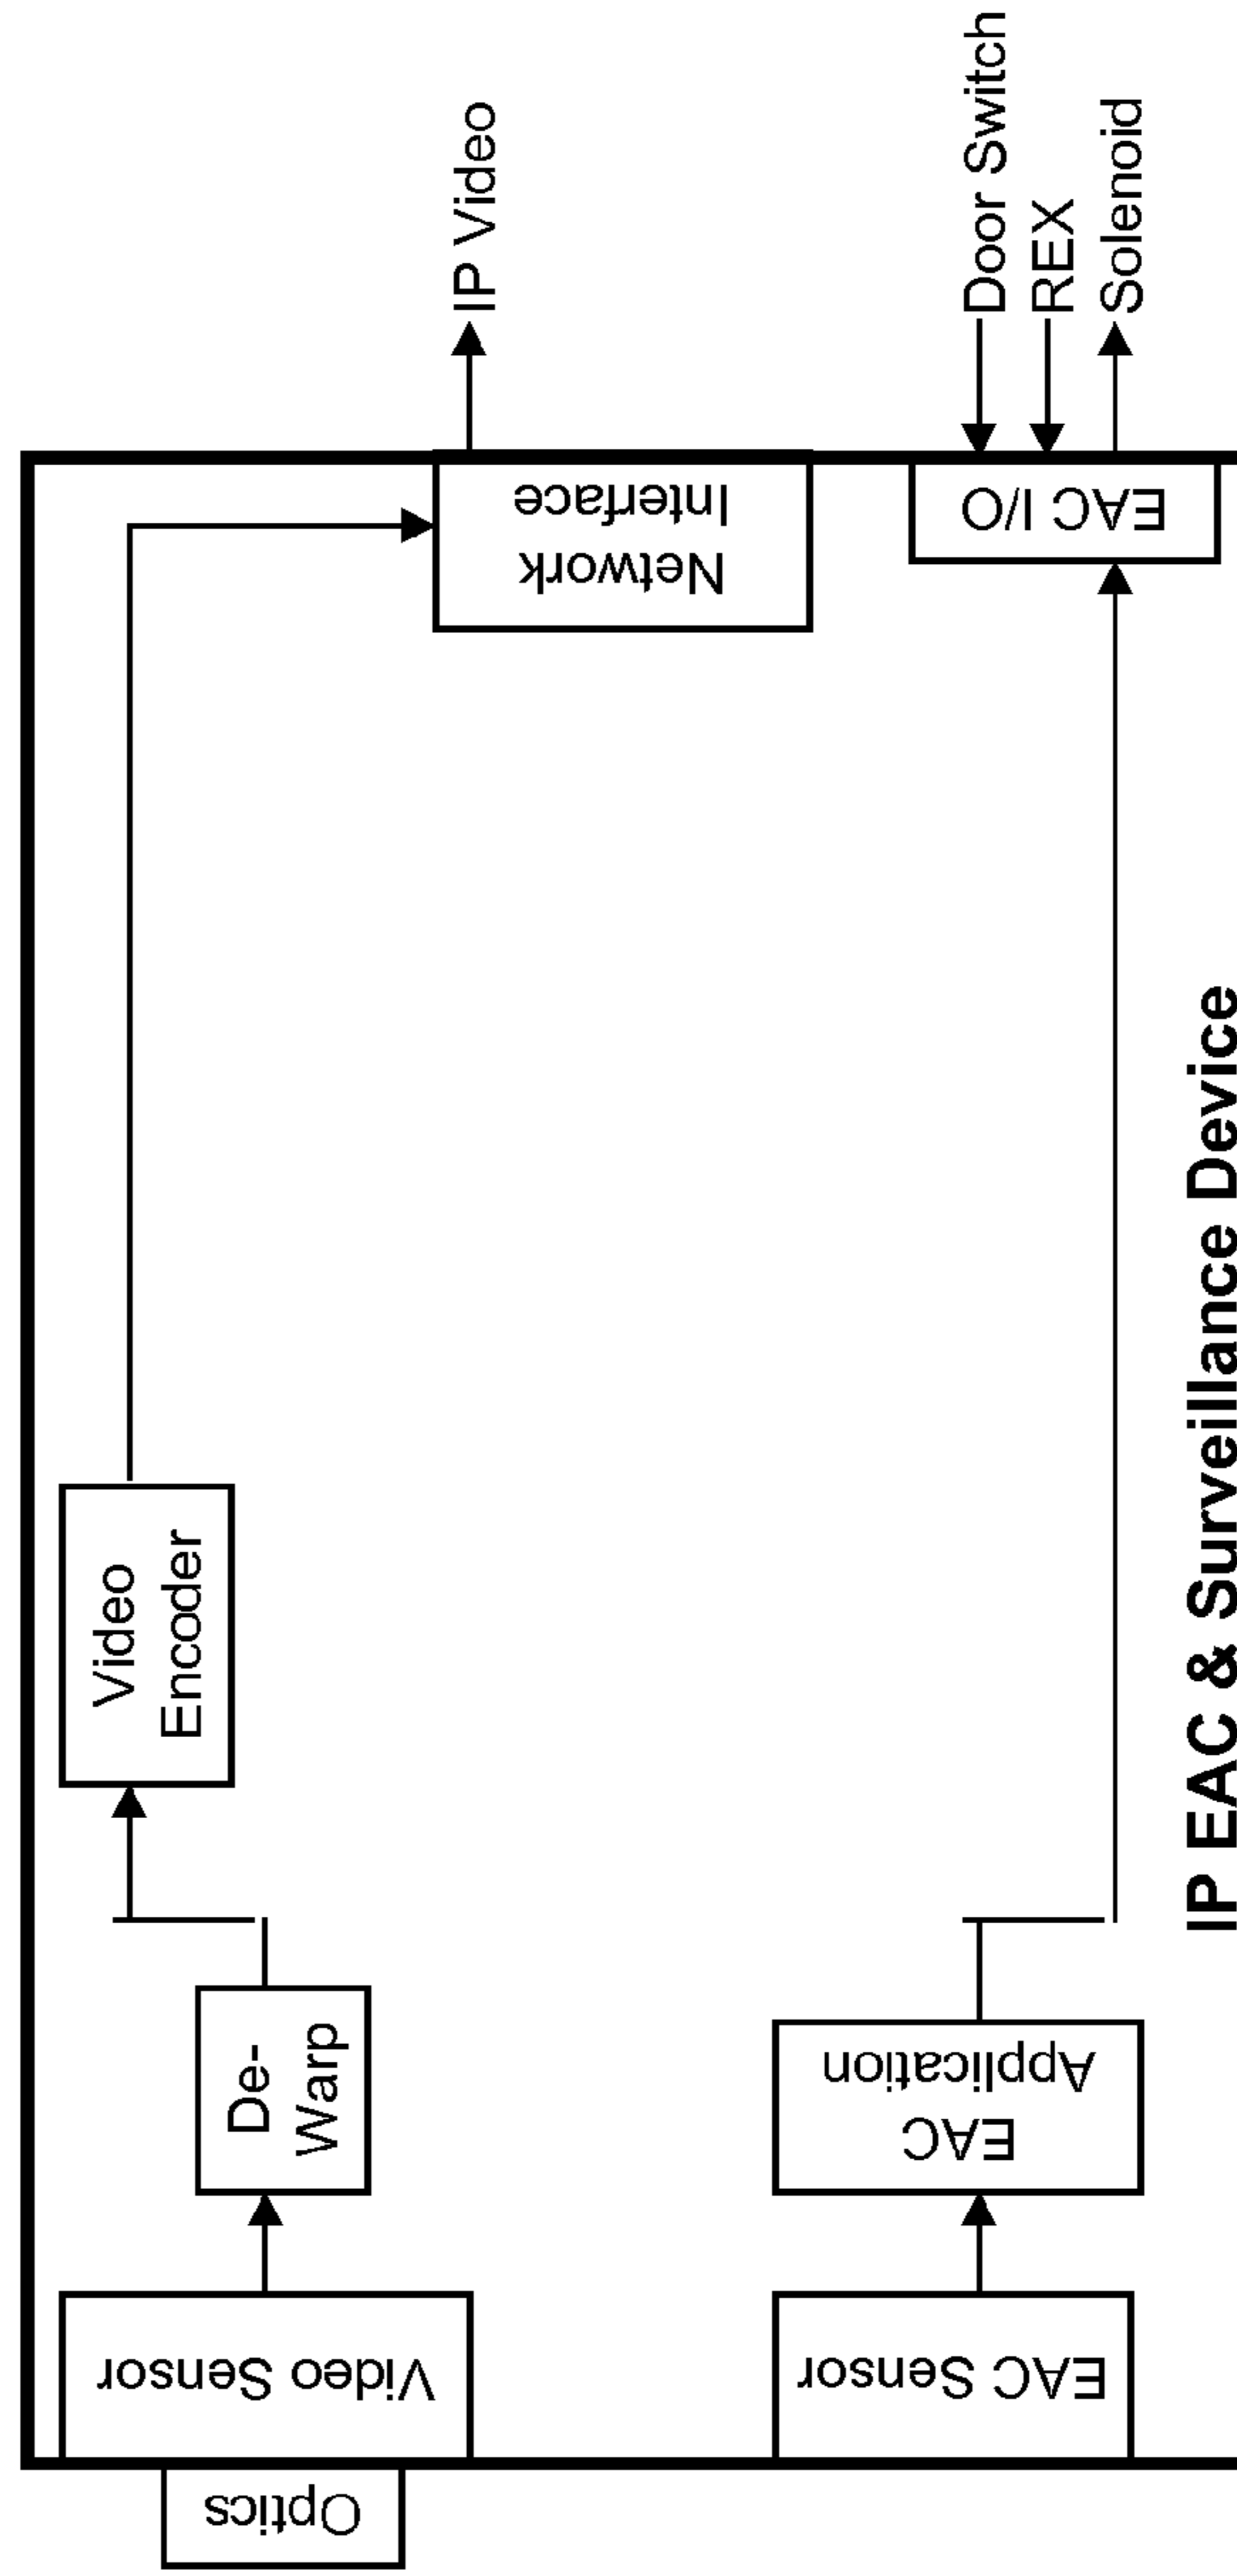 Optics
Video Sensor
De-
Warp
Video
Encoder
Network
Interface
IP Video
EAC Sensor
EAC
Application
EAC I/O
Door Switch
REX
Solenoid
IP EAC & Surveillance Device